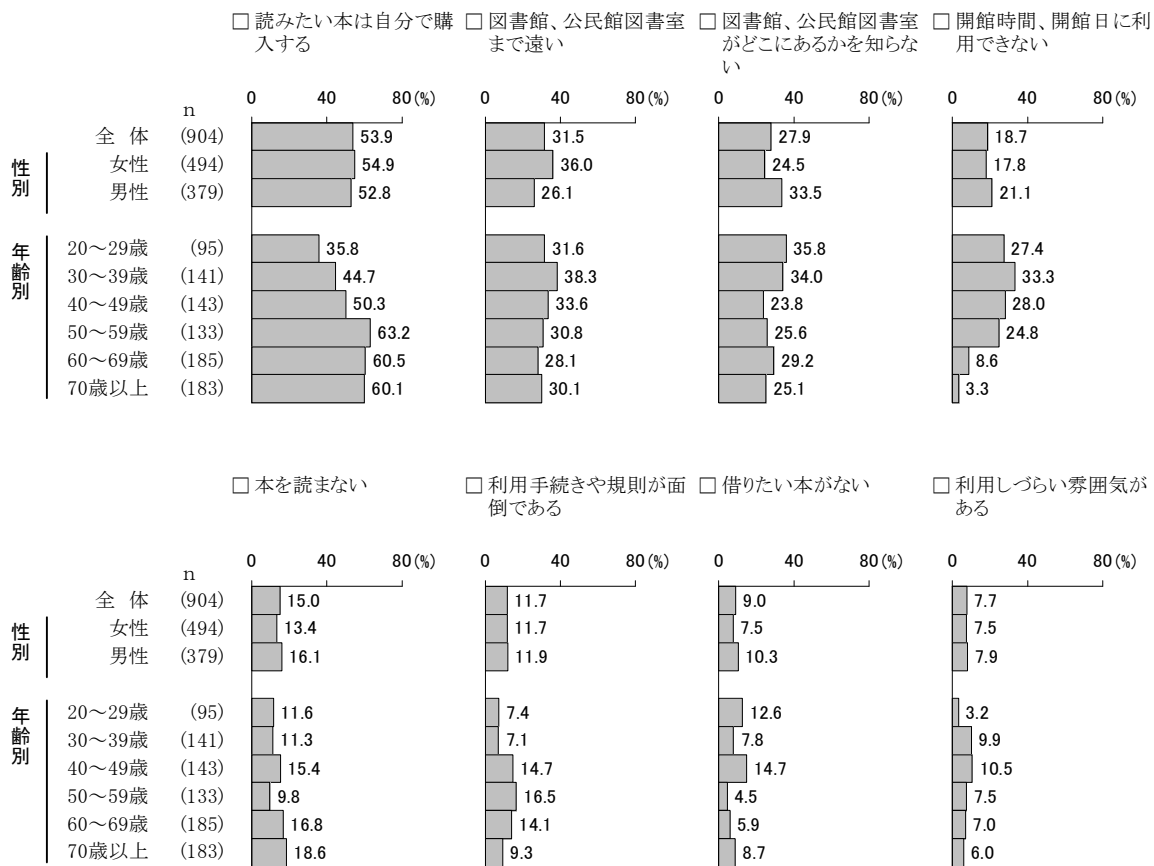 □ 読みたい本は自分で購入する
□ 図書館、公民館図書室まで遠い
□ 図書館、公民館図書室がどこにあるかを知らない
□ 開館時間、開館日に利用できない
n 0 40 80(%) 0 40 80(%) 0 40 80(%) 0 40 80(%)
全 体 (904) 53.9 31.5 27.9 18.7
性別
女性 (494) 54.9 36.0 24.5 17.8
男性 (379) 52.8 26.1 33.5 21.1
年齢別
20～29歳 (95) 35.8 31.6 35.8 27.4
30～39歳 (141) 44.7 38.3 34.0 33.3
40～49歳 (143) 50.3 33.6 23.8 28.0
50～59歳 (133) 63.2 30.8 25.6 24.8
60～69歳 (185) 60.5 28.1 29.2 8.6
70歳以上 (183) 60.1 30.1 25.1 3.3
□ 本を読まない
□ 利用手続きや規則が面倒である
□ 借りたい本がない
□ 利用しづらい雰囲気がある
n 0 40 80(%) 0 40 80(%) 0 40 80(%) 0 40 80(%)
全 体 (904) 15.0 11.7 9.0 7.7
性別
女性 (494) 13.4 11.7 7.5 7.5
男性 (379) 16.1 11.9 10.3 7.9
年齢別
20～29歳 (95) 11.6 7.4 12.6 3.2
30～39歳 (141) 11.3 7.1 7.8 9.9
40～49歳 (143) 15.4 14.7 14.7 10.5
50～59歳 (133) 9.8 16.5 4.5 7.5
60～69歳 (185) 16.8 14.1 5.9 7.0
70歳以上 (183) 18.6 9.3 8.7 6.0